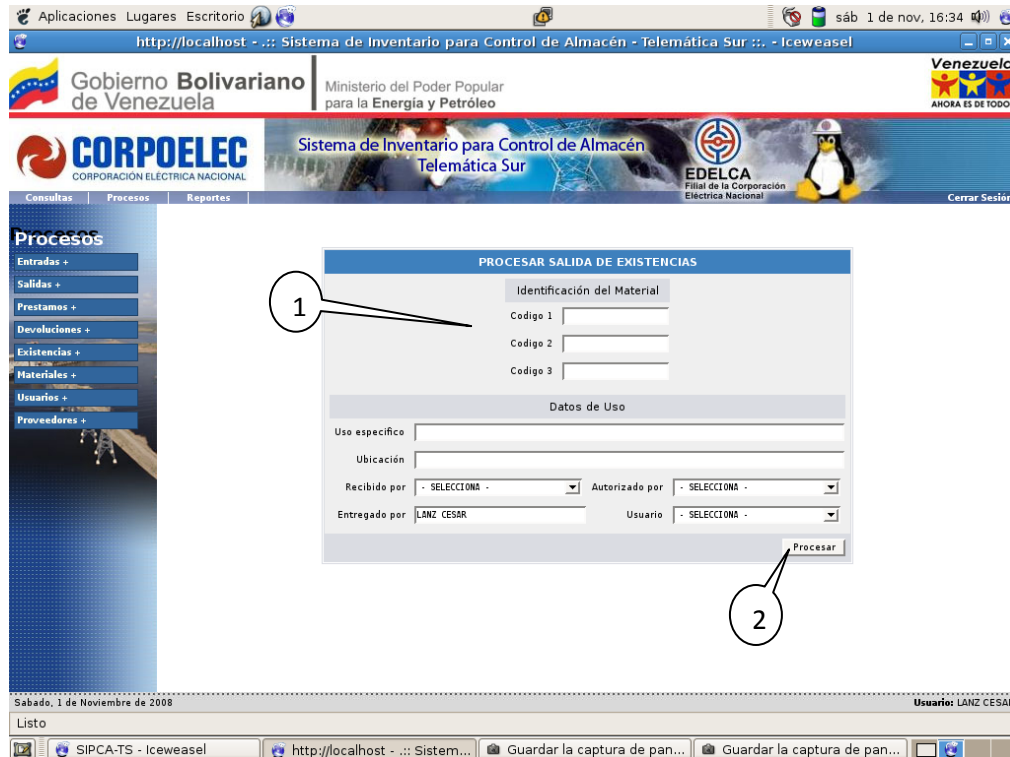 Aplicaciones Lugares Escritorio
sáb 1 de nov, 16:34
http://localhost - .:: Sistema de Inventario para Control de Almacén - Telemática Sur ::. - Iceweasel
Gobierno Bolivariano
de Venezuela
Ministerio del Poder Popular
para la Energía y Petróleo
Venezuela
AHORA ES DE TODO
CORPOELEC
CORPORACIÓN ELÉCTRICA NACIONAL
Sistema de Inventario para Control de Almacén
Telemática Sur
EDELCA
Filial de la Corporación
Eléctrica Nacional
Consultas Procesos Reportes
Cerrar Sesión
Procesos
Entradas +
Salidas +
Prestamos +
Devoluciones +
Existencias +
Materiales +
Usuarios +
Proveedores +
PROCESAR SALIDA DE EXISTENCIAS
Identificación del Material
1
Codigo 1
Codigo 2
Codigo 3
Datos de Uso
Uso especifico
Ubicación
Recibido por - SELECCIONA - Autorizado por - SELECCIONA -
Entregado por LANZ CESAR Usuario - SELECCIONA -
Procesar
2
Sabado, 1 de Noviembre de 2008
Usuario: LANZ CESAR
Listo
SIPCA-TS - Iceweasel
http://localhost - .:: Sistem...
Guardar la captura de pan...
Guardar la captura de pan...